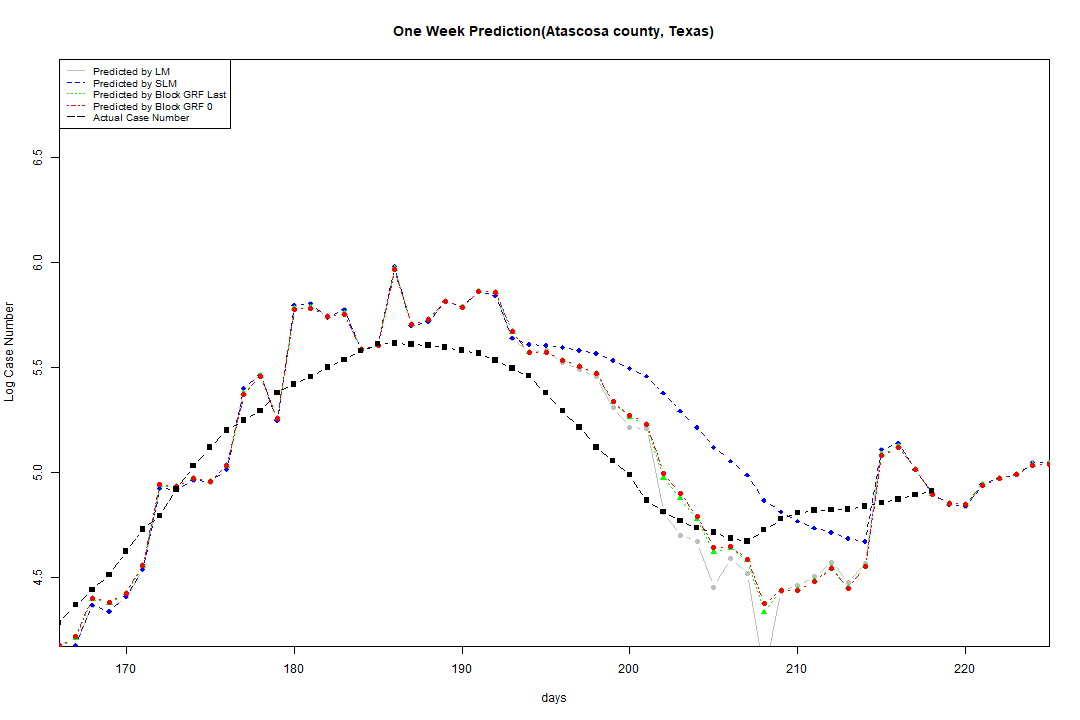 One Week Prediction(Atascosa county, Texas)
Predicted by LM
Predicted by SLM
Predicted by Block GRF Last
Predicted by Block GRF 0
Actual Case Number
6.5
6.0
5.5
5.0
4.5
Log Case Number
170 180 190 200 210 220
days